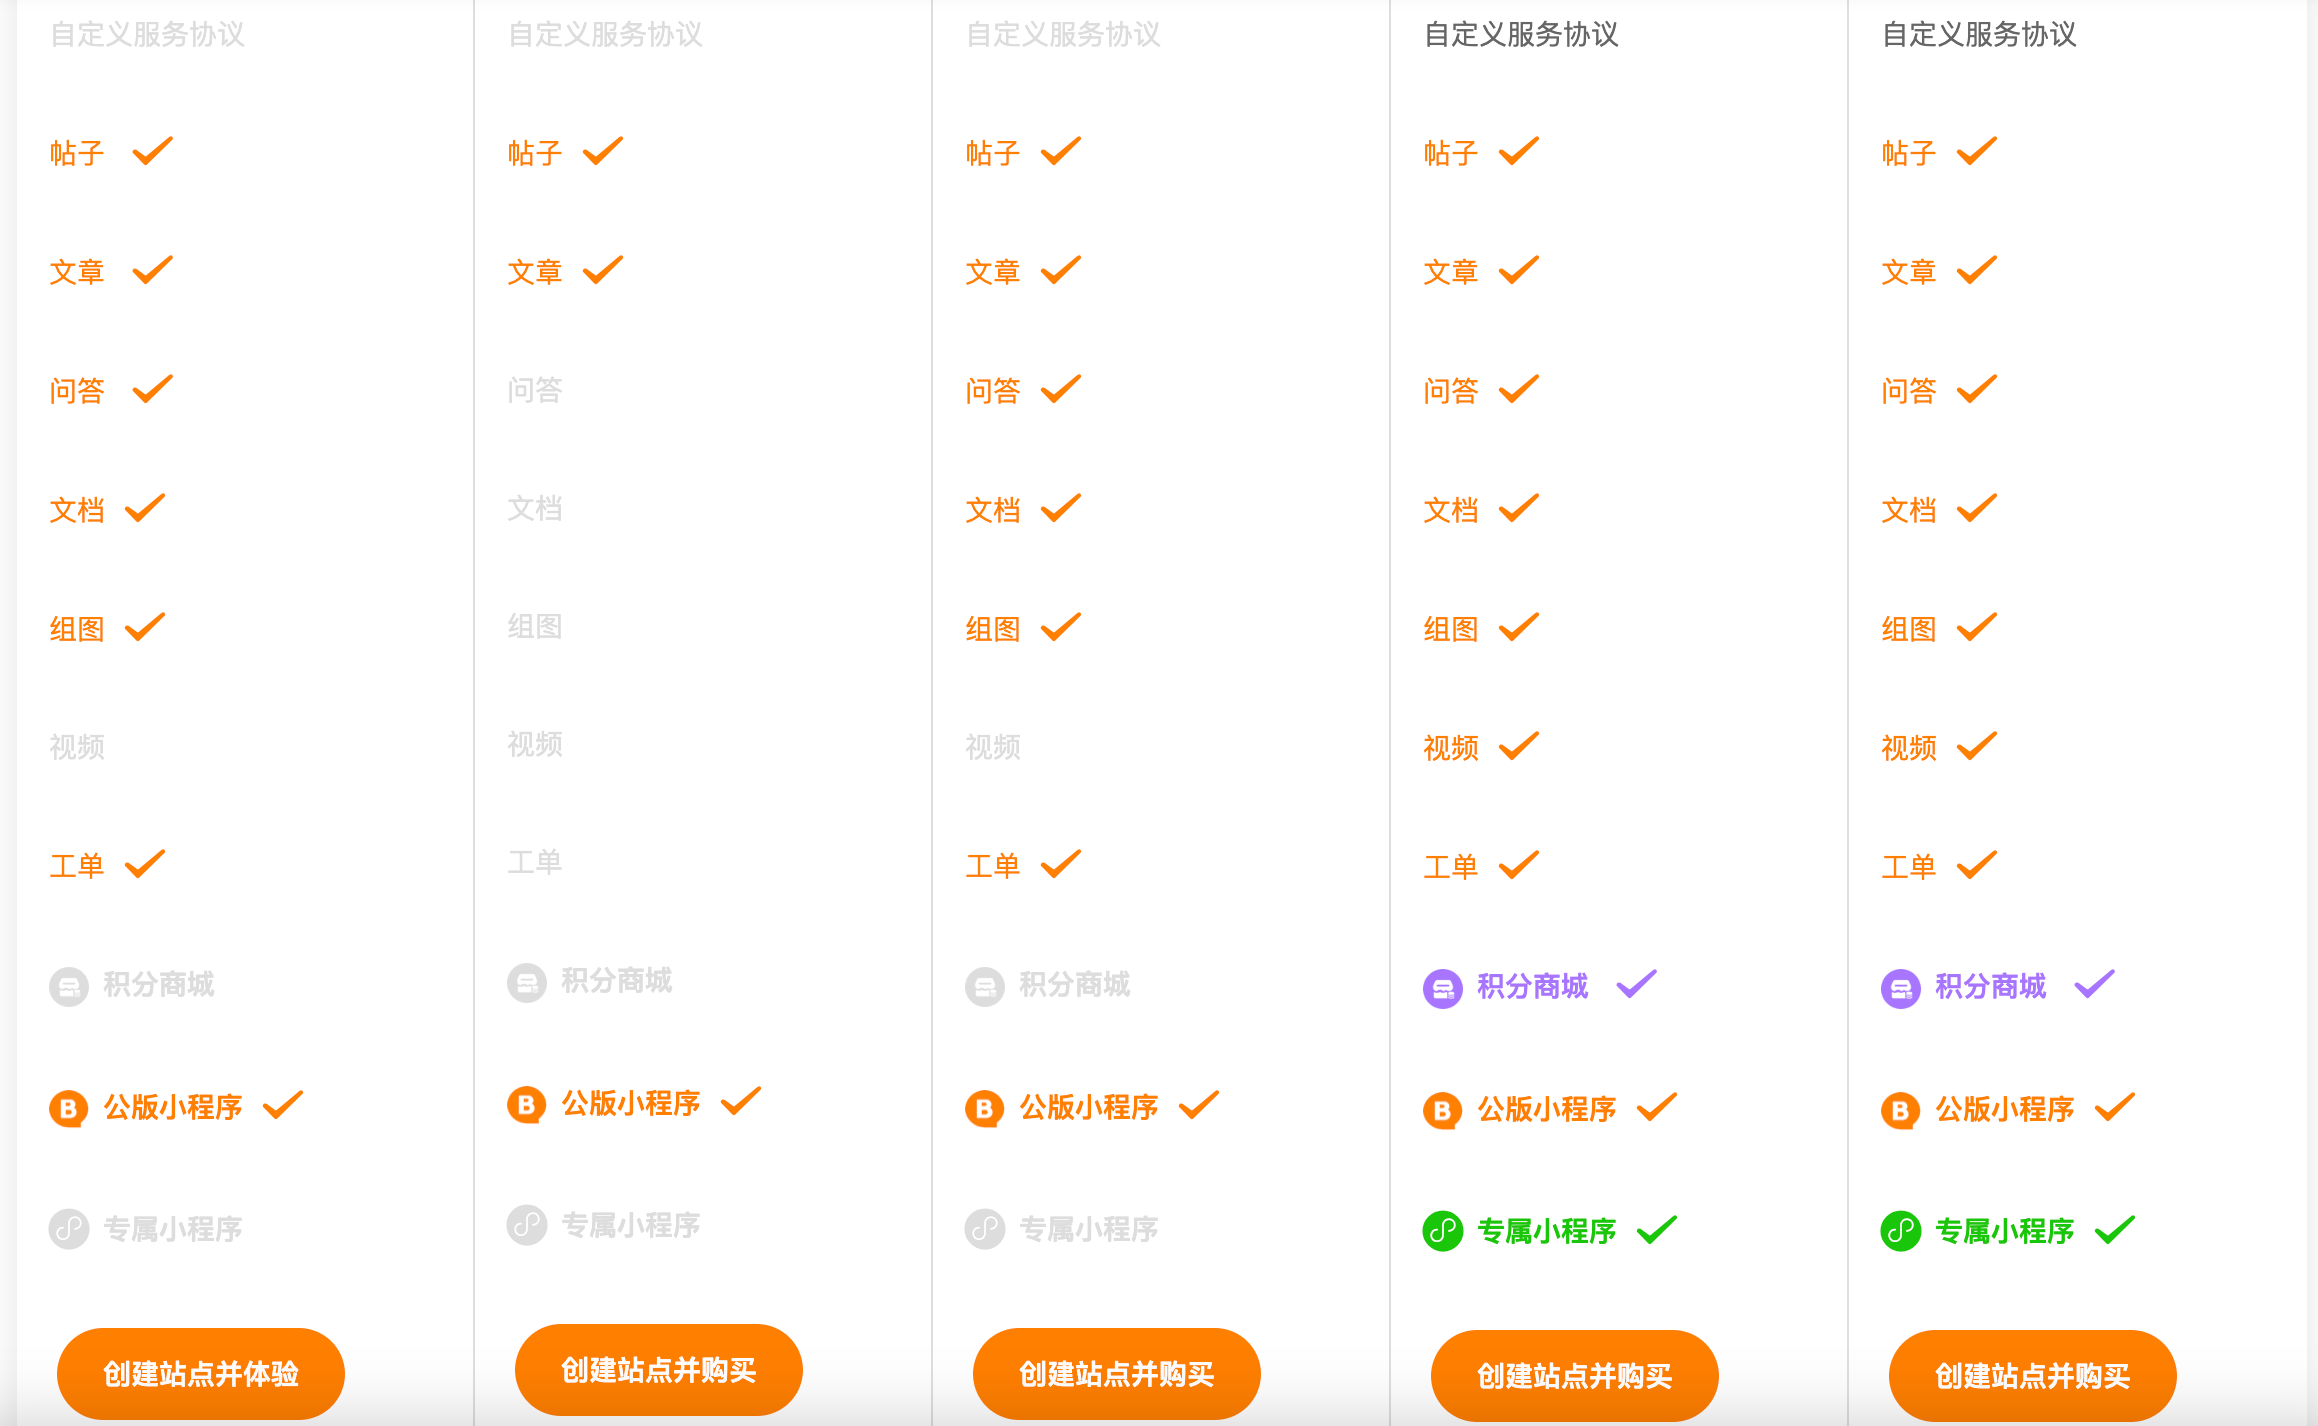 自定义服务协议 自定义服务协议 自定义服务协议 自定义服务协议 自定义服务协议
帖子 帖子 帖子 帖子 帖子
文章 文章 文章 文章 文章
问答 问答 问答 问答 问答
文档 文档 文档 文档 文档
组图 组图 组图 组图 组图
视频 视频 视频 视频 视频
工单 工单 工单 工单 工单
积分商城 积分商城 积分商城 积分商城 积分商城
B 公版小程序 B 公版小程序 B 公版小程序 B 公版小程序 B 公版小程序
专属小程序 专属小程序 专属小程序 专属小程序 专属小程序
创建站点并体验 创建站点并购买 创建站点并购买 创建站点并购买 创建站点并购买